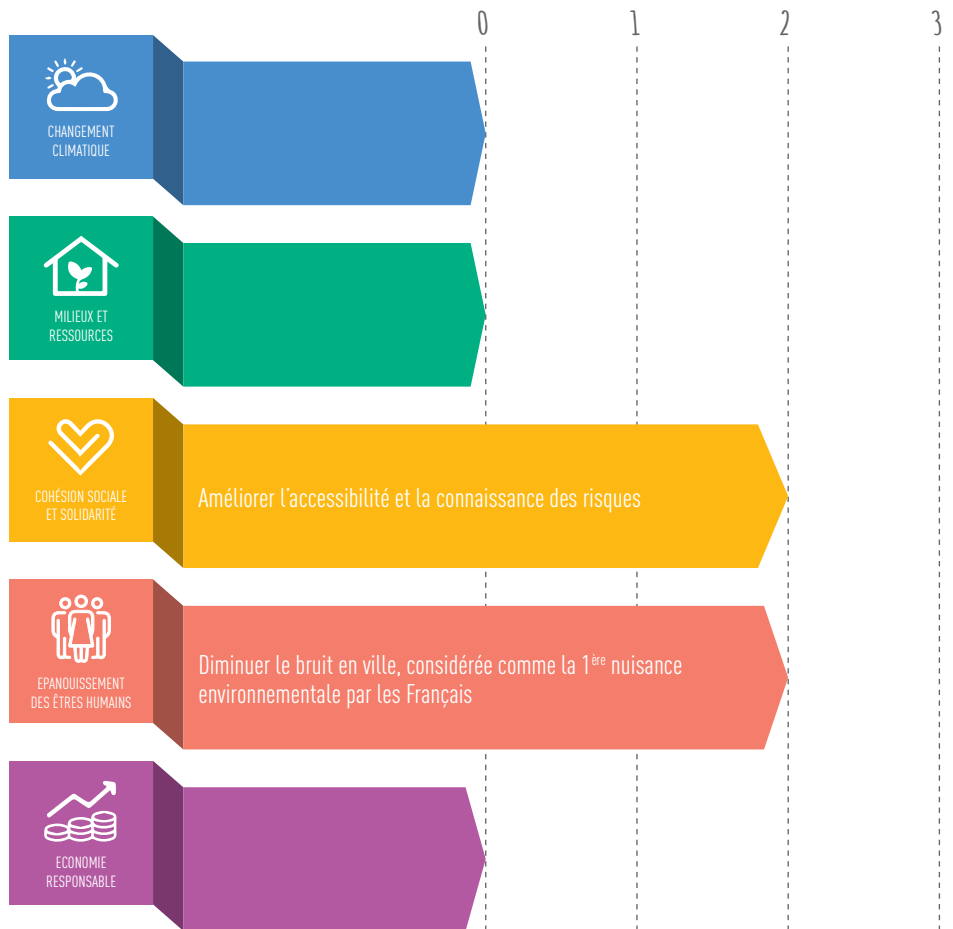 0 1 2 3
CHANGEMENT
CLIMATIQUE
MILIEUX ET
RESSOURCES
COHÉSION SOCIALE
ET SOLIDARITÉ
Améliorer l'accessibilité et la connaissance des risques
EPANOUISSEMENT
DES ÊTRES HUMAINS
Diminuer le bruit en ville, considérée comme la 1ère nuisance
environnementale par les Français
ECONOMIE
RESPONSABLE